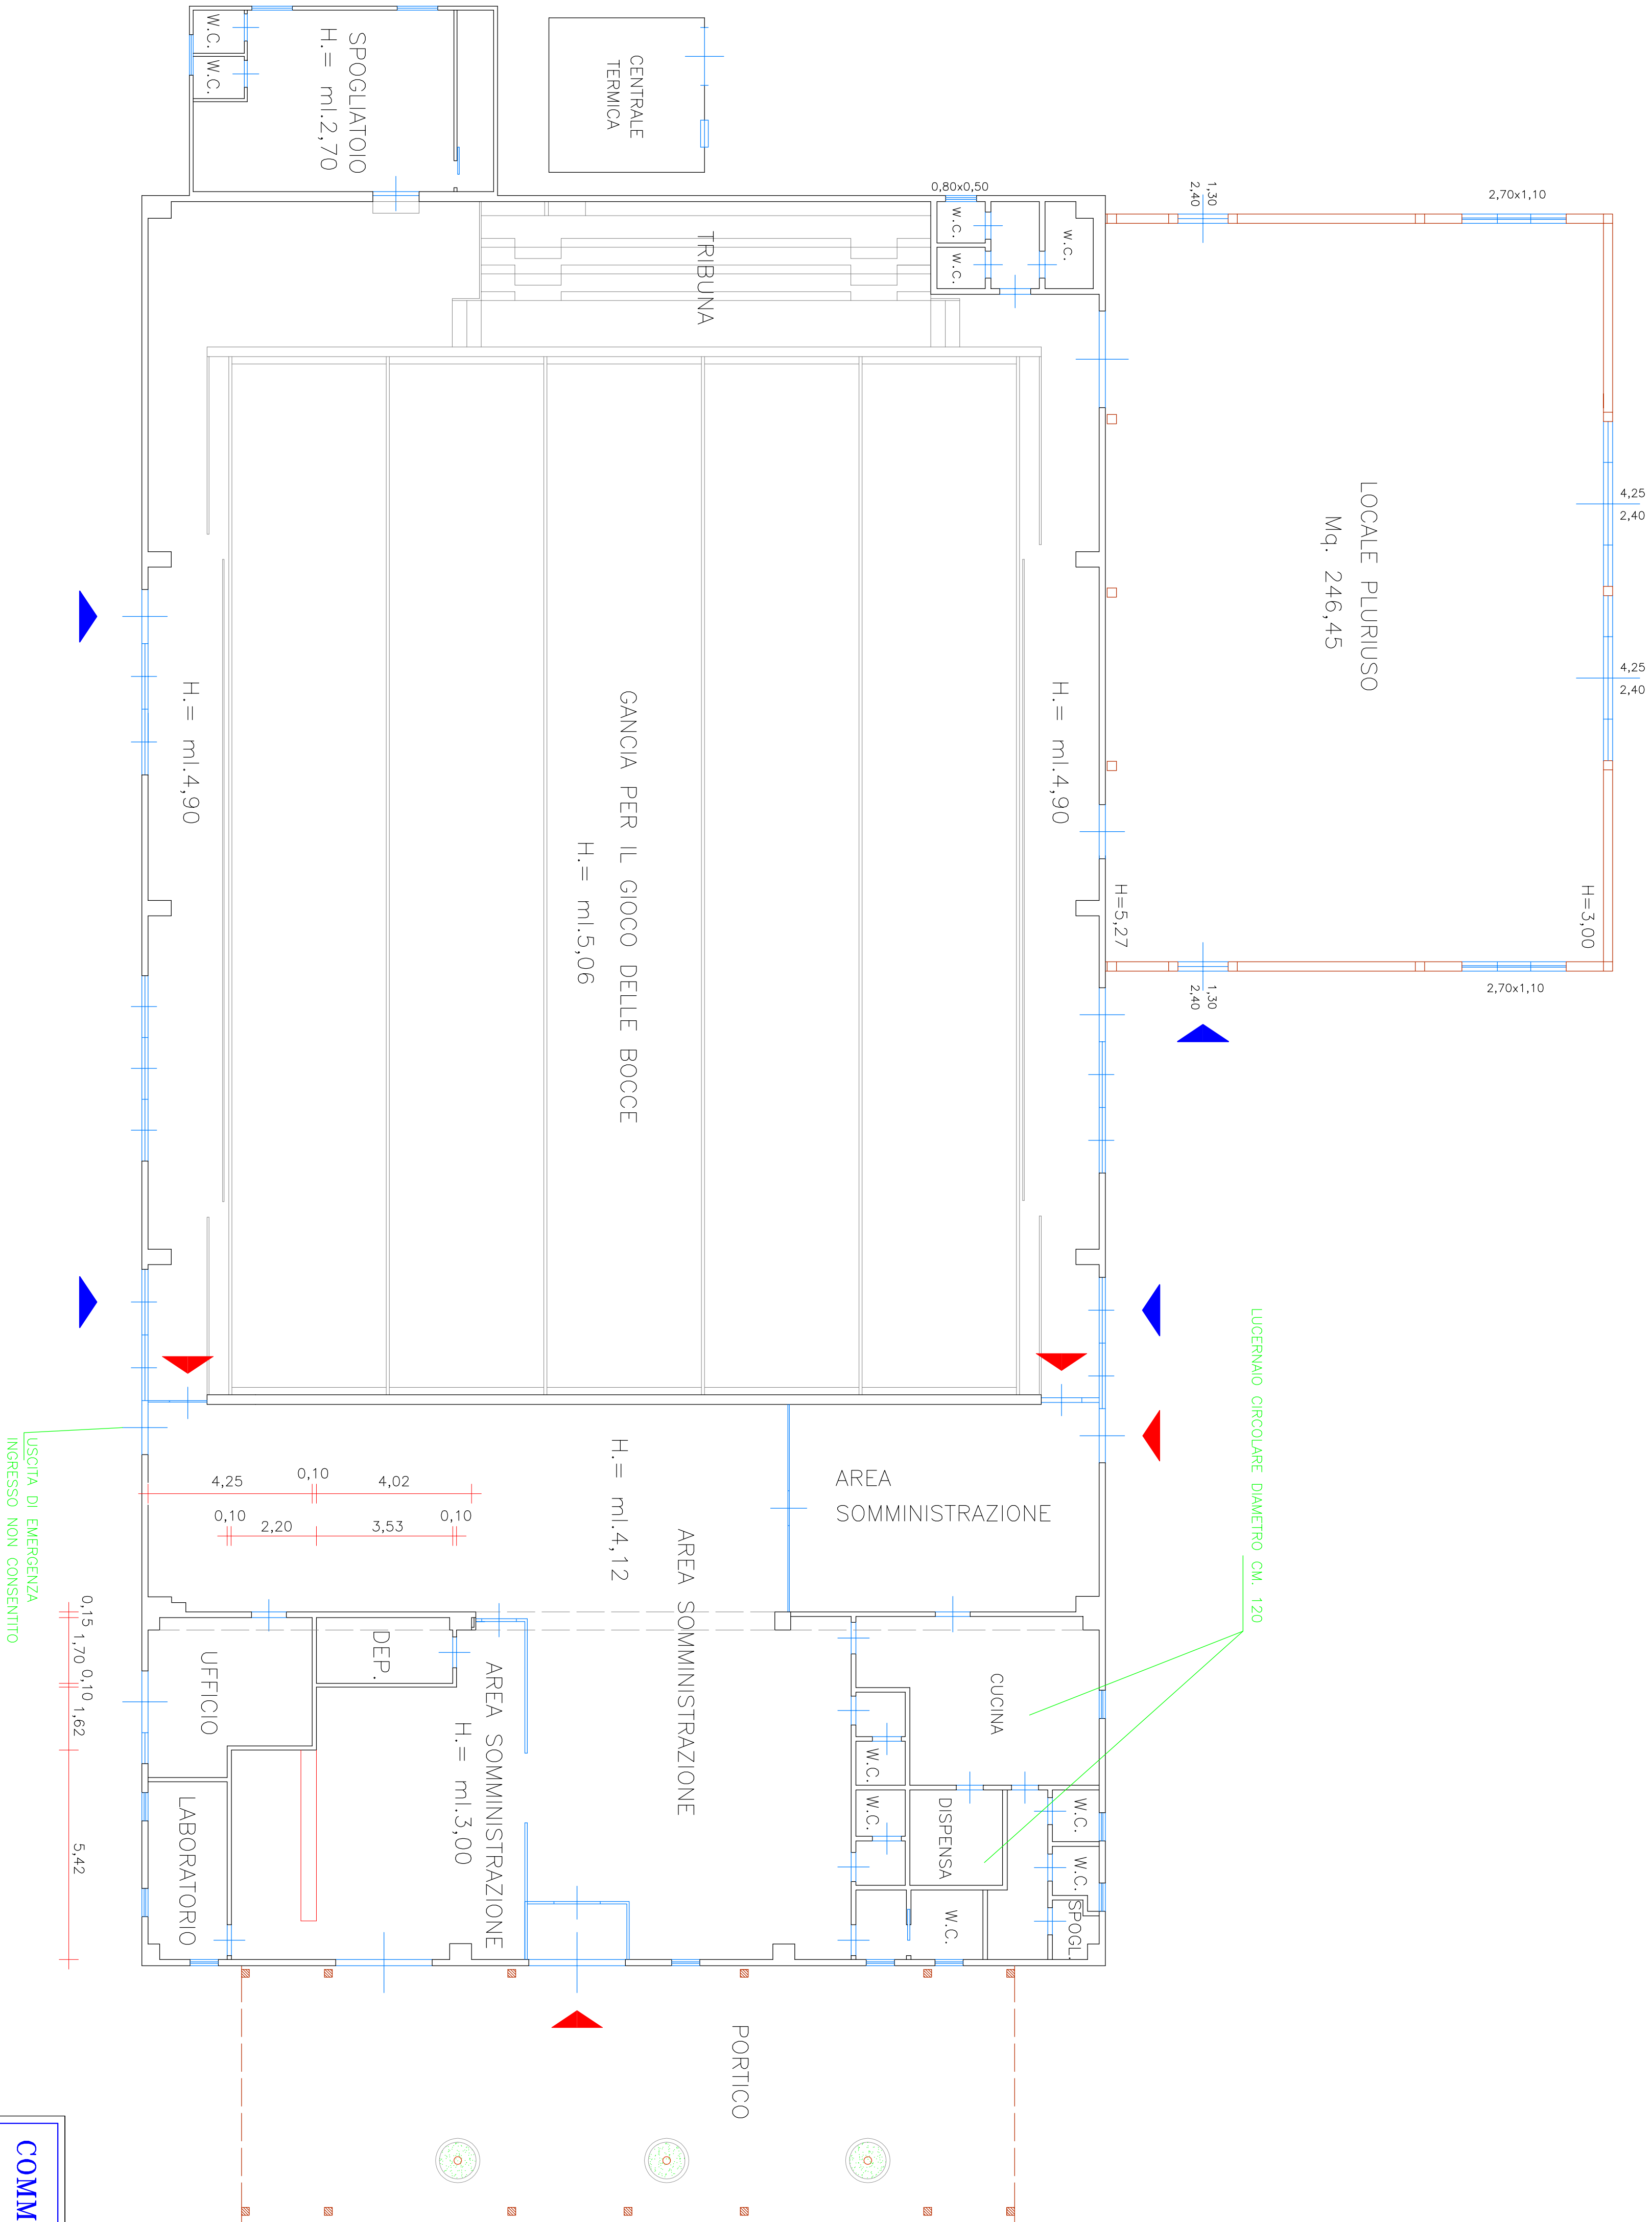 W.C.
W.C.
SPOGLIATOIO
H.= ml.2,70
CENTRALE
TERMICA
0,80x0,50
W.C.
W.C.
W.C.
TRIBUNA
1,30
2,40
2,70x1,10
LOCALE PLURIUSO
Mq. 246,45
4,25
2,40
4,25
2,40
H=3,00
H=5,27
1,30
2,40
2,70x1,10
H.= ml.4,90
H.= ml.4,90
GANCIA PER IL GIOCO DELLE BOCCE
H.= ml.5,06
LUCERNAIO CIRCOLARE DIAMETRO CM. 120
USCITA DI EMERGENZA
INGRESSO NON CONSENTITO
4,25
0,10
4,02
0,10
2,20
3,53
0,10
H.= ml.4,12
AREA
SOMMINISTRAZIONE
AREA SOMMINISTRAZIONE
0,15
1,70
0,10
1,62
5,42
UFFICIO
DEP.
AREA SOMMINISTRAZIONE
H.= ml.3,00
LABORATORIO
CUCINA
W.C.
W.C.
DISPENSA
W.C.
W.C.
W.C.
SPOGL.
PORTICO
COMM